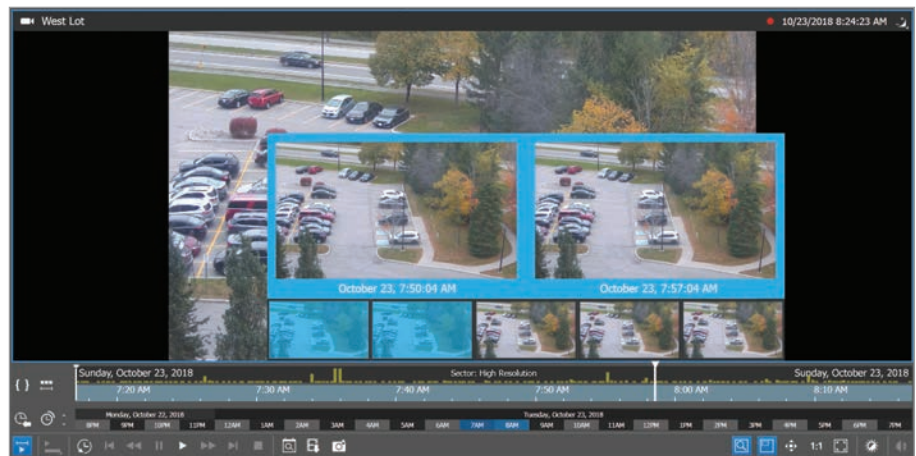 West Lot
10/23/2018 8:24:23 AM
October 23, 7:50:04 AM
October 23, 7:57:04 AM
Sunday, October 23, 2018
Sector: High Resolution
Sunday, October 23, 2018
7:20 AM 7:30 AM 7:40 AM 7:50 AM 8:00 AM 8:10 AM
Monday, October 22, 2018
Tuesday, October 23, 2018
8PM 9PM 10PM 11PM 12AM 1AM 2AM 3AM 4AM 5AM 6AM 7AM 8AM 9AM 10AM 11AM 12PM 1PM 2PM 3PM 4PM 5PM 6PM 7PM
1:1